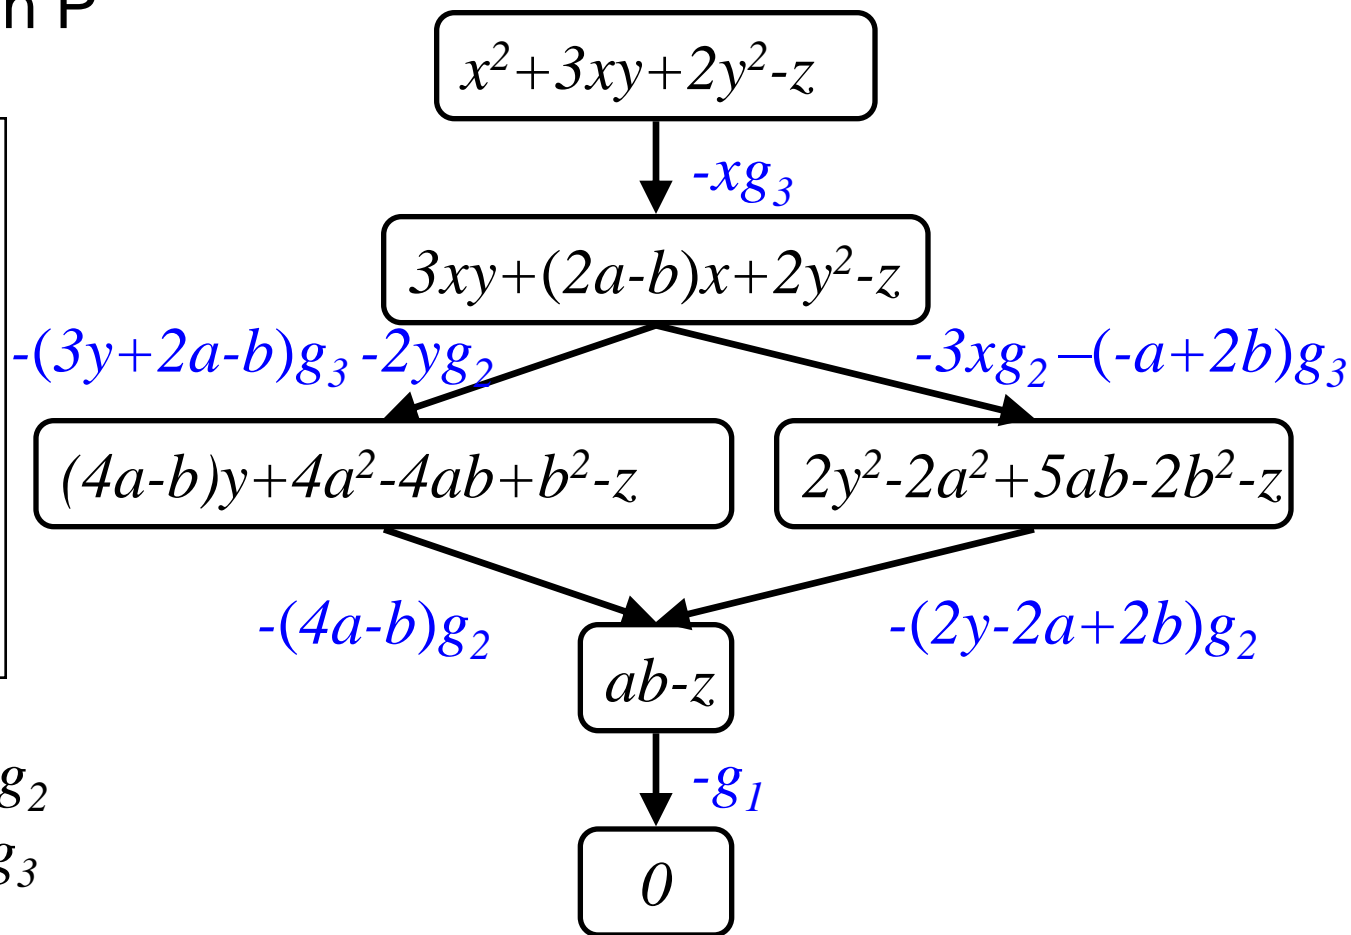 n P
x²+3xy+2y²-z
-xg₃
3xy+(2a-b)x+2y²-z
-(3y+2a-b)g₃ -2yg₂
-3xg₂ –(-a+2b)g₃
(4a-b)y+4a²-4ab+b²-z
2y²-2a²+5ab-2b²-z
-(4a-b)g₂
-(2y-2a+2b)g₂
ab-z
g₂
-g₁
g₃
0